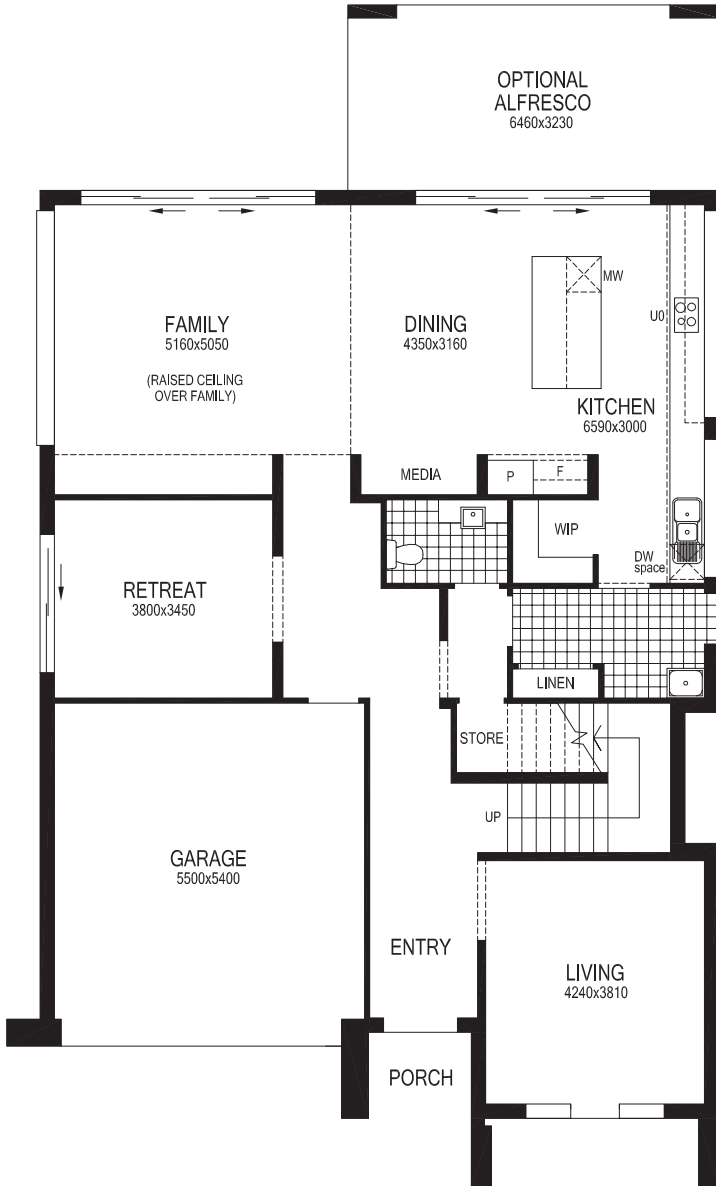 OPTIONAL
ALFRESCO
6460x3230
MW
U0
FAMILY
5160x5050
(RAISED CEILING
OVER FAMILY)
DINING
4350x3160
KITCHEN
6590x3000
MEDIA
P
F
WIP
DW
space
RETREAT
3800x3450
LINEN
STORE
UP
GARAGE
5500x5400
ENTRY
LIVING
4240x3810
PORCH